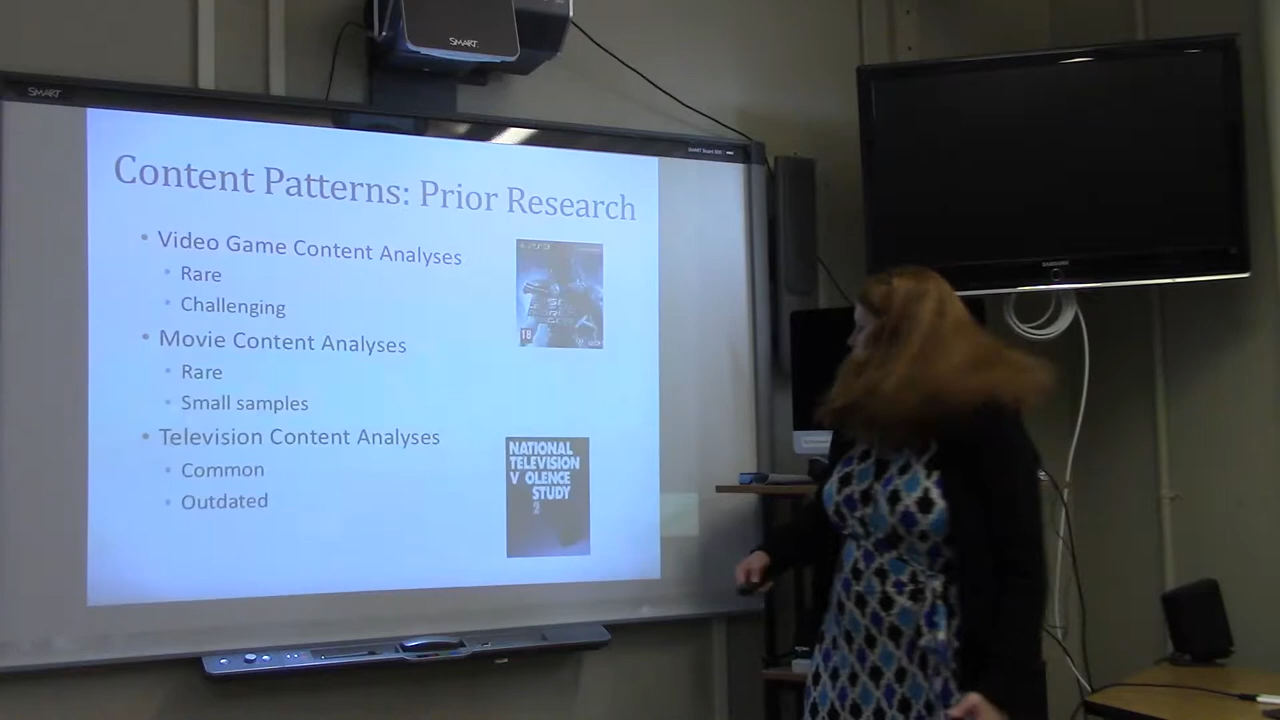 SMART
SMART
Content Patterns: Prior Research
• Video Game Content Analyses
• Rare
• Challenging
• Movie Content Analyses
• Rare
• Small samples
• Television Content Analyses
• Common
• Outdated
18
NATIONAL
TELEVISION
V OLENCE
STUDY
2
SAMSUNG